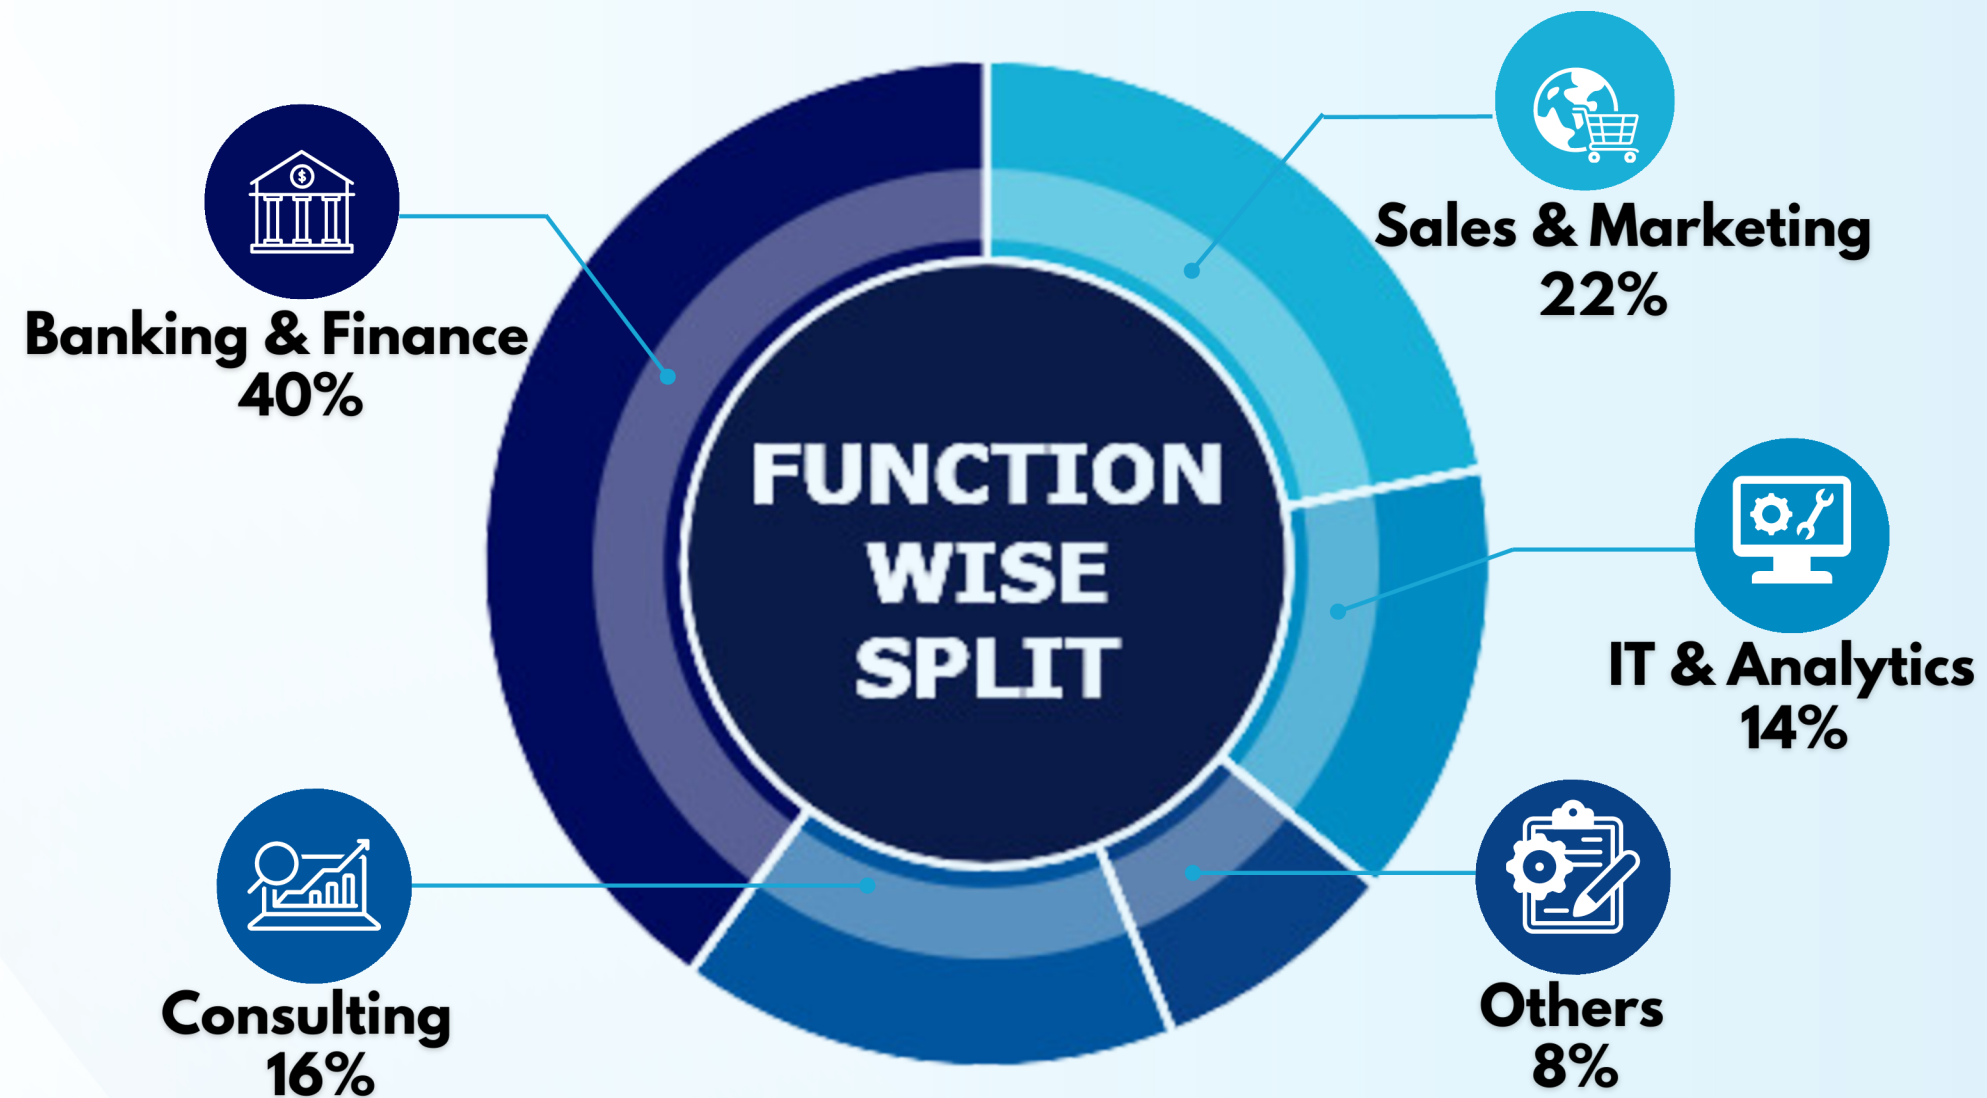 FUNCTION
WISE
SPLIT
Banking & Finance
40%
Sales & Marketing
22%
IT & Analytics
14%
Others
8%
Consulting
16%
$